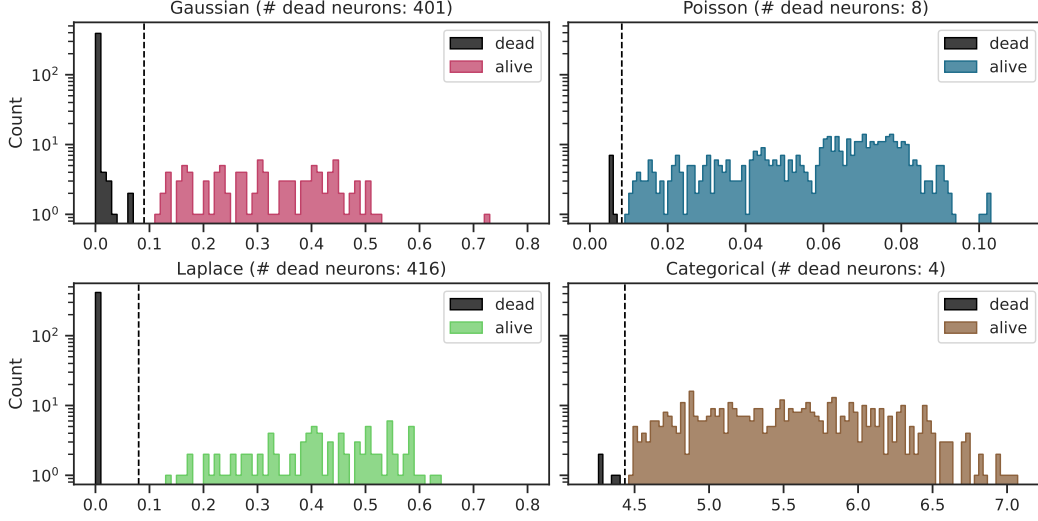 Gaussian (# dead neurons: 401)
Poisson (# dead neurons: 8)
Count
10²
10¹
10⁰
dead
alive
dead
alive
0.0 0.1 0.2 0.3 0.4 0.5 0.6 0.7 0.8
0.00 0.02 0.04 0.06 0.08 0.10
Laplace (# dead neurons: 416)
Categorical (# dead neurons: 4)
Count
10²
10¹
10⁰
dead
alive
dead
alive
0.0 0.1 0.2 0.3 0.4 0.5 0.6 0.7 0.8
4.5 5.0 5.5 6.0 6.5 7.0